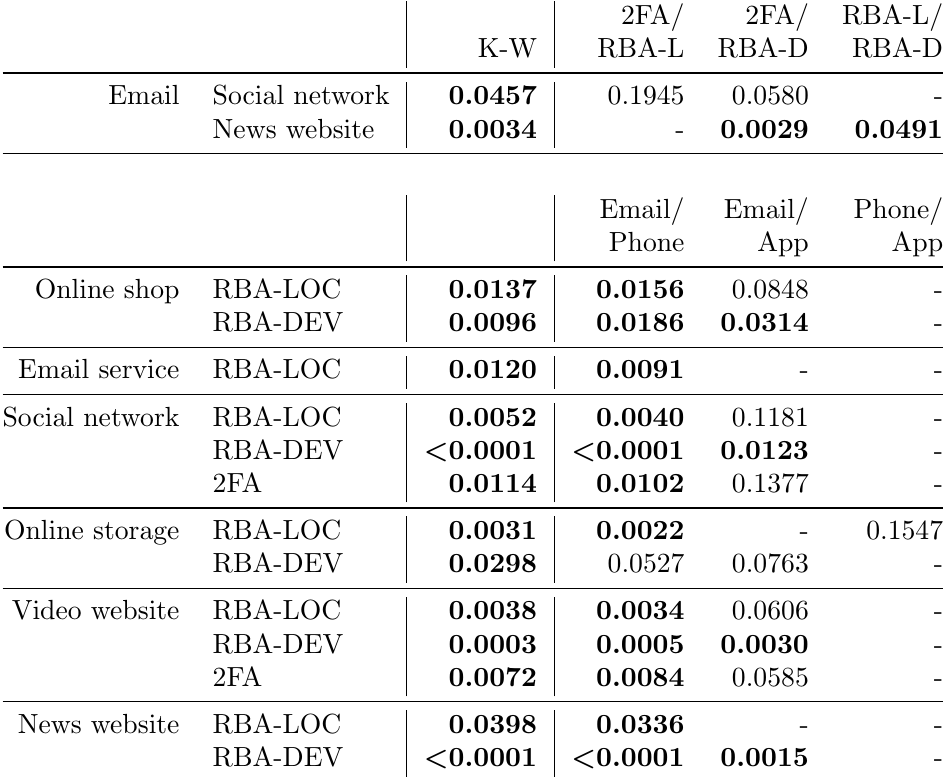 2FA/ 2FA/ RBA-L/
K-W RBA-L RBA-D RBA-D
Email Social network 0.0457 0.1945 0.0580 -
News website 0.0034 - 0.0029 0.0491
Email/ Email/ Phone/
Phone App App
Online shop RBA-LOC 0.0137 0.0156 0.0848 -
RBA-DEV 0.0096 0.0186 0.0314 -
Email service RBA-LOC 0.0120 0.0091 - -
Social network RBA-LOC 0.0052 0.0040 0.1181 -
RBA-DEV <0.0001 <0.0001 0.0123 -
2FA 0.0114 0.0102 0.1377 -
Online storage RBA-LOC 0.0031 0.0022 - 0.1547
RBA-DEV 0.0298 0.0527 0.0763 -
Video website RBA-LOC 0.0038 0.0034 0.0606 -
RBA-DEV 0.0003 0.0005 0.0030 -
2FA 0.0072 0.0084 0.0585 -
News website RBA-LOC 0.0398 0.0336 - -
RBA-DEV <0.0001 <0.0001 0.0015 -